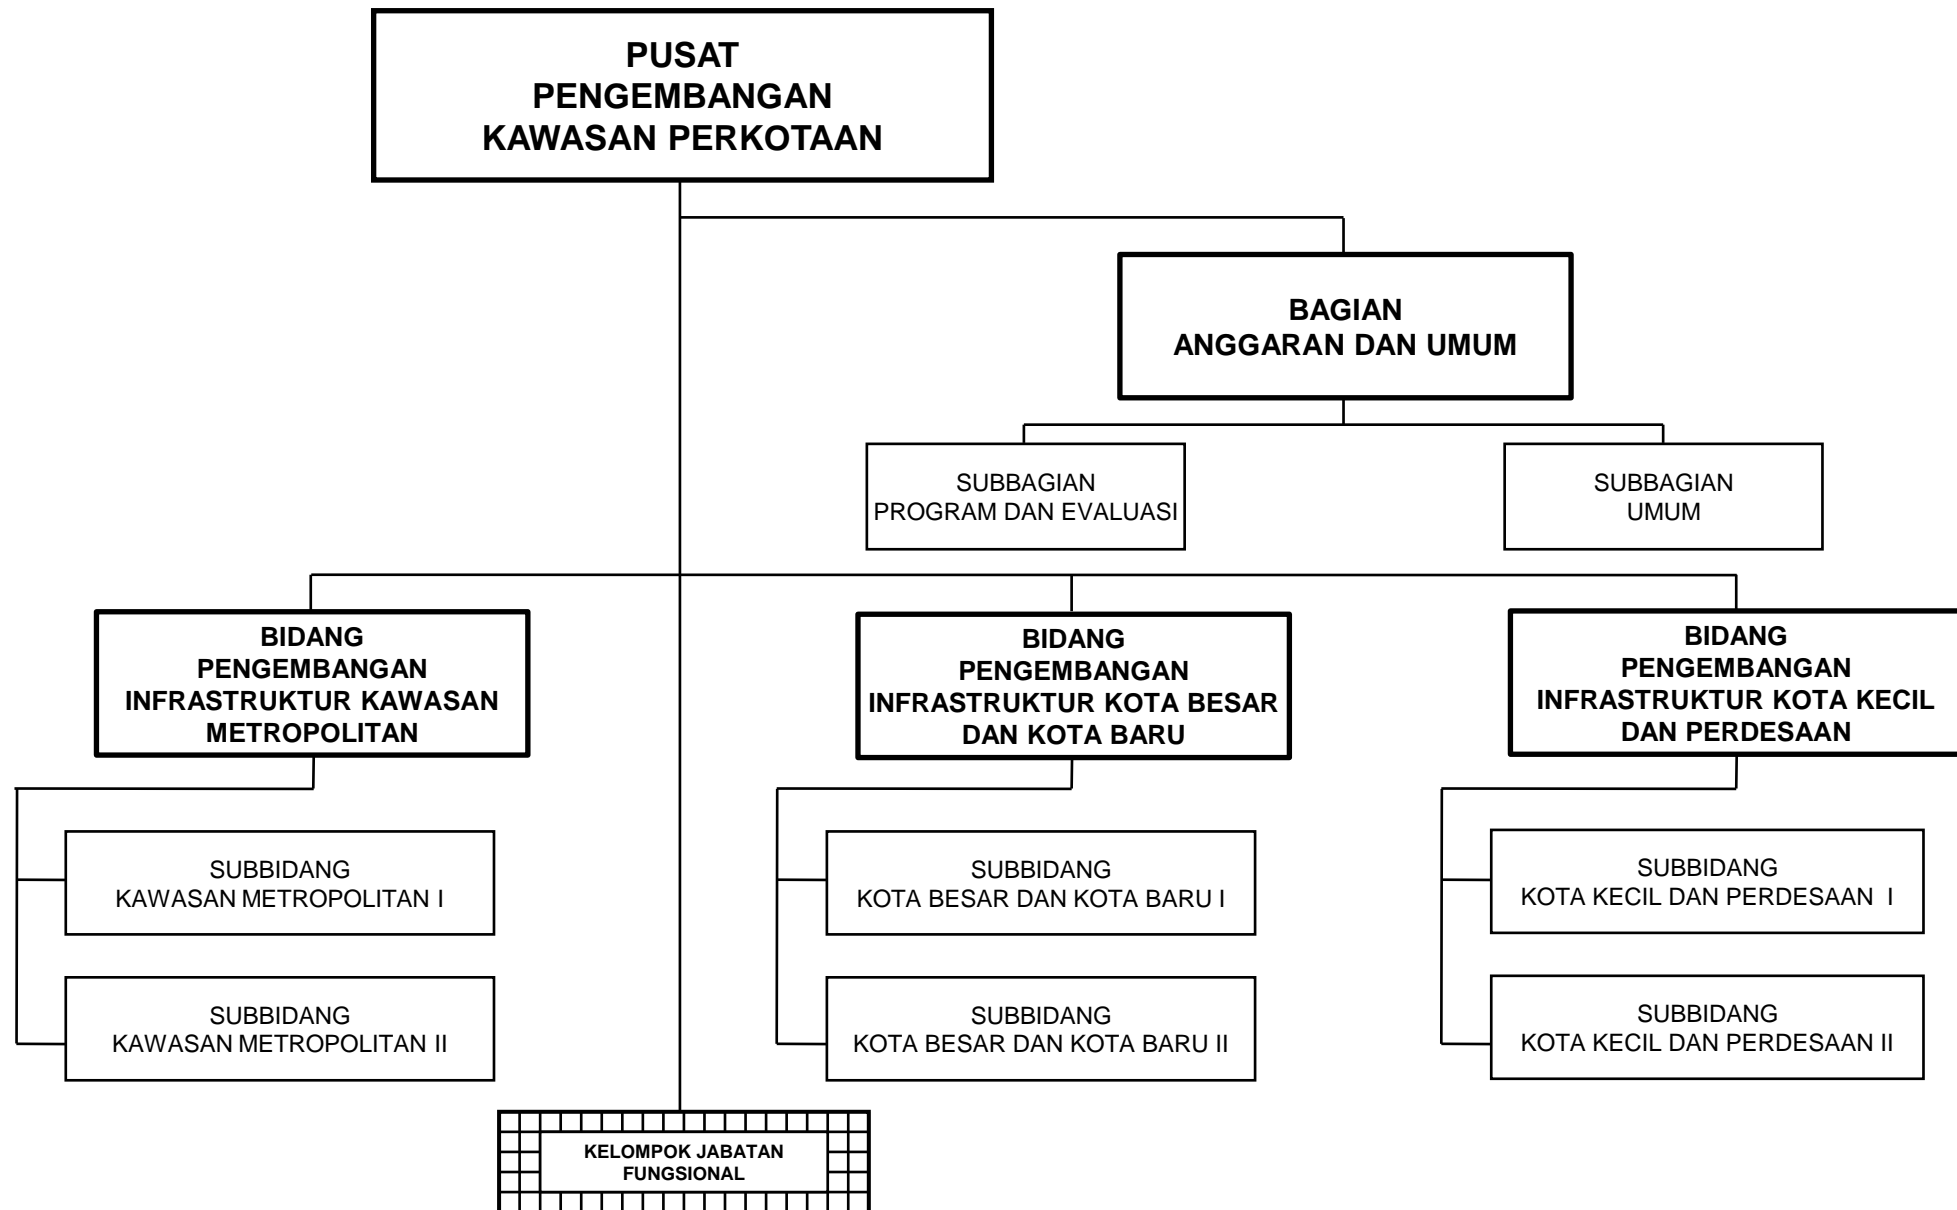 PUSAT
PENGEMBANGAN
KAWASAN PERKOTAAN
BAGIAN
ANGGARAN DAN UMUM
SUBBAGIAN
PROGRAM DAN EVALUASI
SUBBAGIAN
UMUM
BIDANG
PENGEMBANGAN
INFRASTRUKTUR KAWASAN
METROPOLITAN
BIDANG
PENGEMBANGAN
INFRASTRUKTUR KOTA BESAR
DAN KOTA BARU
BIDANG
PENGEMBANGAN
INFRASTRUKTUR KOTA KECIL
DAN PERDESAAN
SUBBIDANG
KAWASAN METROPOLITAN I
SUBBIDANG
KOTA BESAR DAN KOTA BARU I
SUBBIDANG
KOTA KECIL DAN PERDESAAN I
SUBBIDANG
KAWASAN METROPOLITAN II
SUBBIDANG
KOTA BESAR DAN KOTA BARU II
SUBBIDANG
KOTA KECIL DAN PERDESAAN II
KELOMPOK JABATAN
FUNGSIONAL